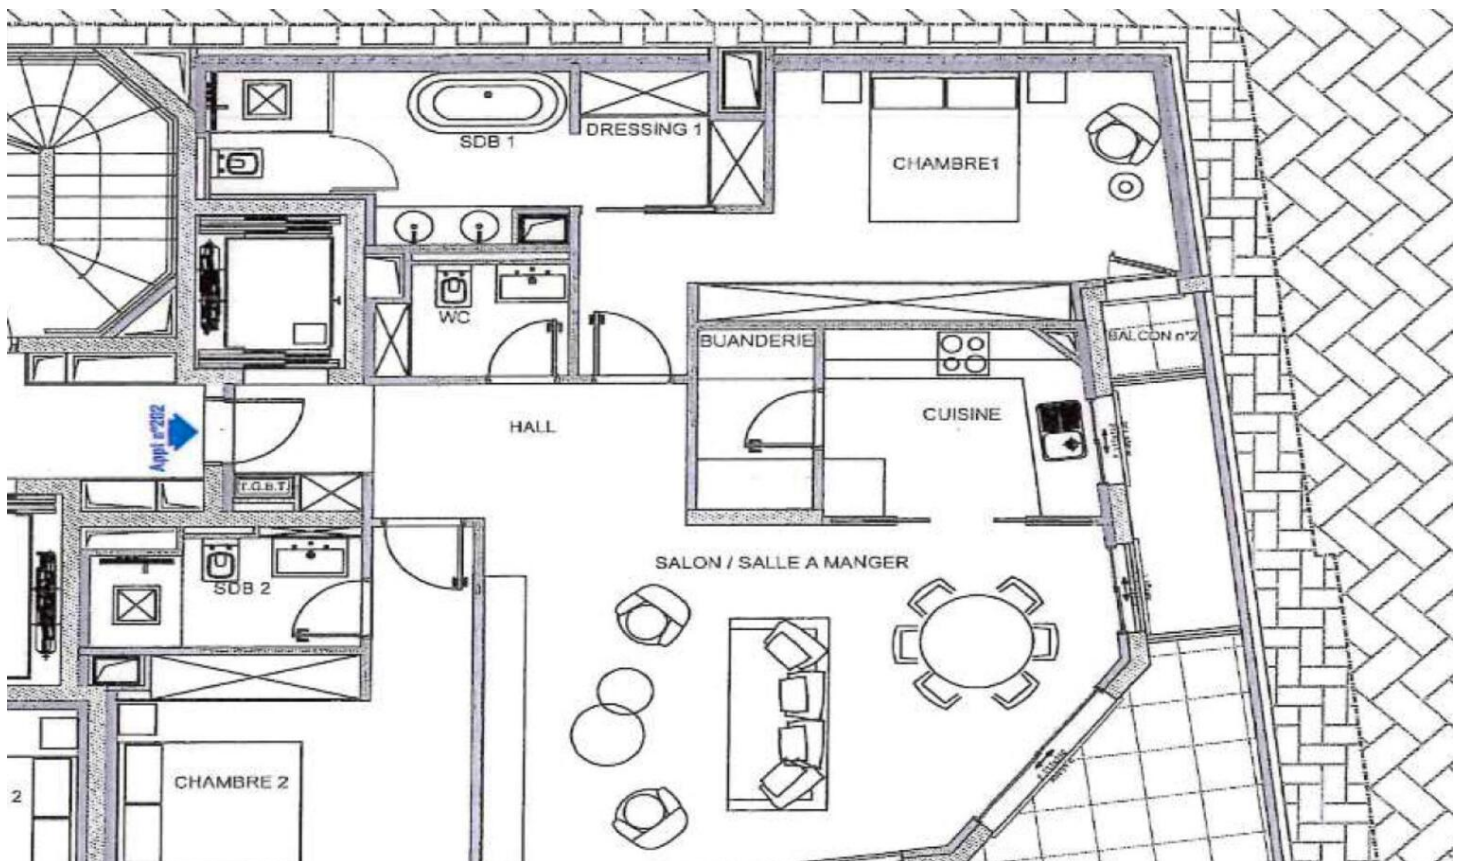 SDB 1
DRESSING 1
CHAMBRE1
WC
BUANDERIE
BALCON n°2
CUISINE
Appt n°202
HALL
T.G.B.T.
SALON / SALLE A MANGER
SDB 2
CHAMBRE 2
2